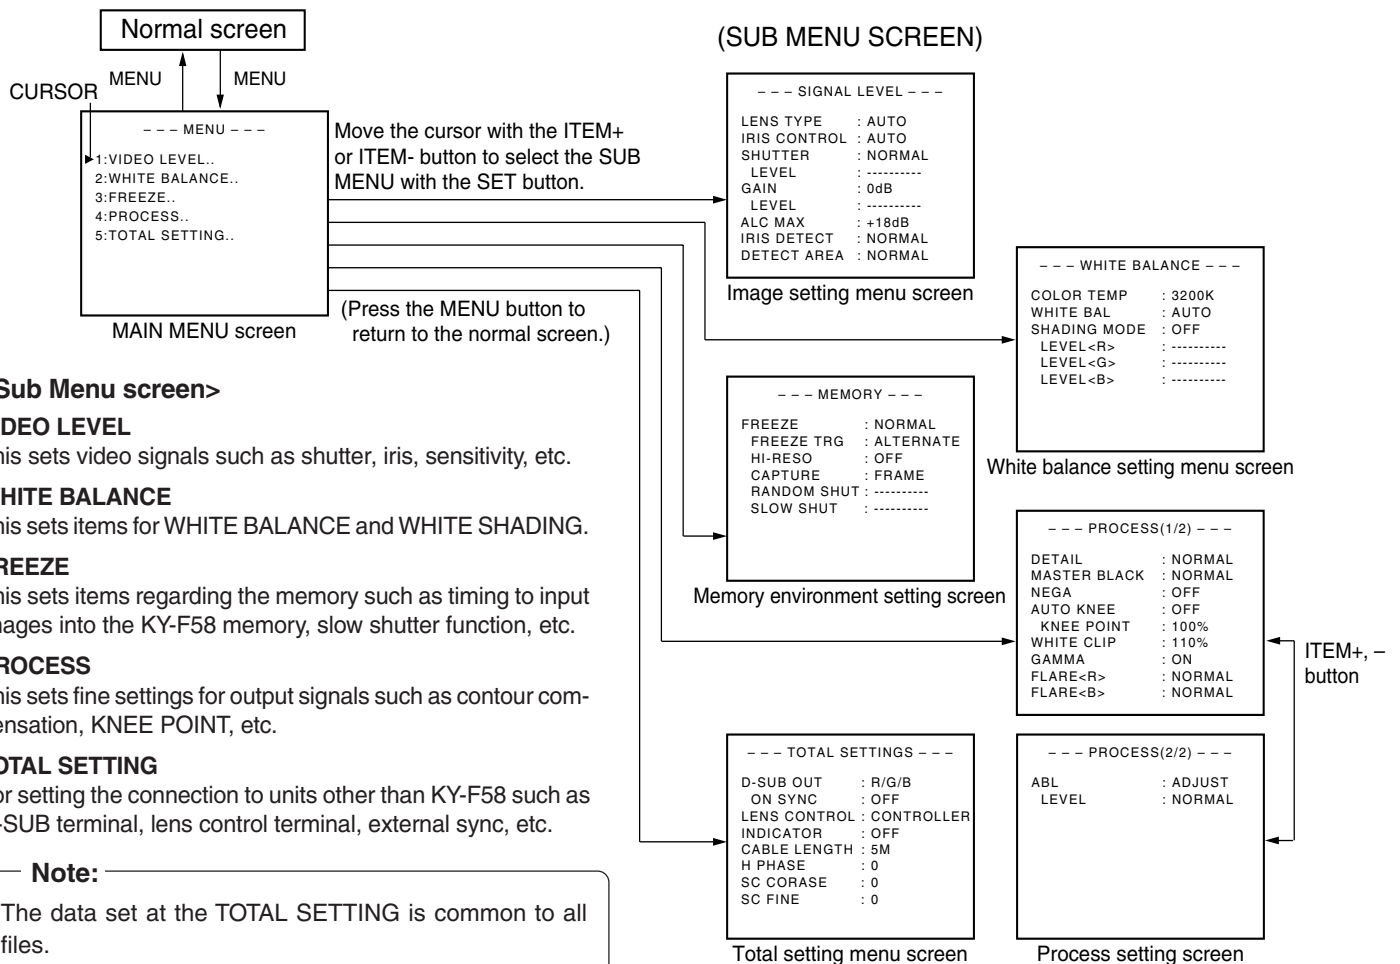 Normal screen
(SUB MENU SCREEN)
MENU
MENU
CURSOR
– – – MENU – – –
1:VIDEO LEVEL..
2:WHITE BALANCE..
3:FREEZE..
4:PROCESS..
5:TOTAL SETTING..
MAIN MENU screen
Move the cursor with the ITEM+
or ITEM- button to select the SUB
MENU with the SET button.
(Press the MENU button to
return to the normal screen.)
– – – SIGNAL LEVEL – – –
LENS TYPE : AUTO
IRIS CONTROL : AUTO
SHUTTER : NORMAL
LEVEL : ----------
GAIN : 0dB
LEVEL : ----------
ALC MAX : +18dB
IRIS DETECT : NORMAL
DETECT AREA : NORMAL
Image setting menu screen
– – – WHITE BALANCE – – –
COLOR TEMP : 3200K
WHITE BAL : AUTO
SHADING MODE : OFF
LEVEL<R> : ----------
LEVEL<G> : ----------
LEVEL<B> : ----------
White balance setting menu screen
– – – MEMORY – – –
FREEZE : NORMAL
FREEZE TRG : ALTERNATE
HI-RESO : OFF
CAPTURE : FRAME
RANDOM SHUT : ----------
SLOW SHUT : ----------
Memory environment setting screen
– – – PROCESS(1/2) – – –
DETAIL : NORMAL
MASTER BLACK : NORMAL
NEGA : OFF
AUTO KNEE : OFF
KNEE POINT : 100%
WHITE CLIP : 110%
GAMMA : ON
FLARE<R> : NORMAL
FLARE<B> : NORMAL
ITEM+, –
button
– – – TOTAL SETTINGS – – –
D-SUB OUT : R/G/B
ON SYNC : OFF
LENS CONTROL : CONTROLLER
INDICATOR : OFF
CABLE LENGTH : 5M
H PHASE : 0
SC CORASE : 0
SC FINE : 0
Total setting menu screen
– – – PROCESS(2/2) – – –
ABL : ADJUST
LEVEL : NORMAL
Process setting screen
Sub Menu screen>
DEO LEVEL
his sets video signals such as shutter, iris, sensitivity, etc.
HITE BALANCE
his sets items for WHITE BALANCE and WHITE SHADING.
REEZE
his sets items regarding the memory such as timing to input
ages into the KY-F58 memory, slow shutter function, etc.
ROCESS
his sets fine settings for output signals such as contour com-
ensation, KNEE POINT, etc.
OTAL SETTING
or setting the connection to units other than KY-F58 such as
-SUB terminal, lens control terminal, external sync, etc.
Note:
The data set at the TOTAL SETTING is common to all
files.